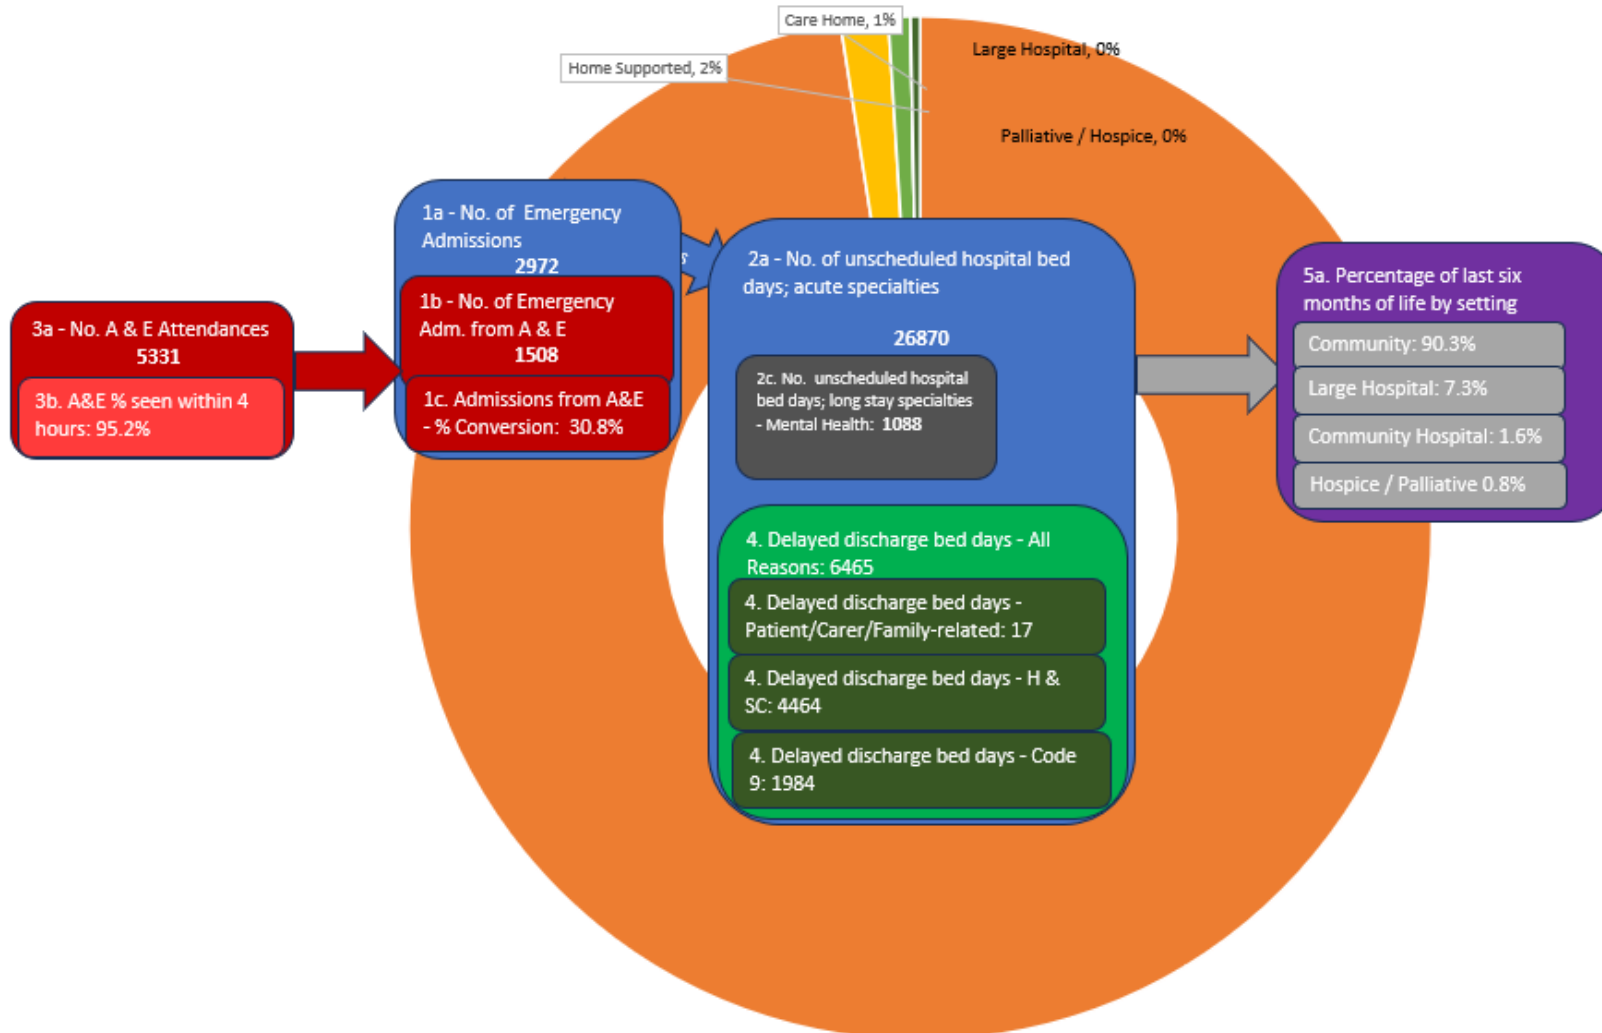 Care Home, 1%
Large Hospital, 0%
Home Supported, 2%
Palliative / Hospice, 0%
3a - No. A & E Attendances
5331
3b. A&E % seen within 4
hours: 95.2%
1a - No. of  Emergency
Admissions
2972
1b - No. of Emergency
Adm. from A & E
1508
1c. Admissions from A&E
- % Conversion:  30.8%
2a - No. of unscheduled hospital bed
days; acute specialties
26870
2c. No.  unscheduled hospital
bed days; long stay specialties
- Mental Health:  1088
4. Delayed discharge bed days - All
Reasons: 6465
4. Delayed discharge bed days -
Patient/Carer/Family-related: 17
4. Delayed discharge bed days - H &
SC: 4464
4. Delayed discharge bed days - Code
9: 1984
5a. Percentage of last six
months of life by setting
Community: 90.3%
Large Hospital: 7.3%
Community Hospital: 1.6%
Hospice / Palliative 0.8%